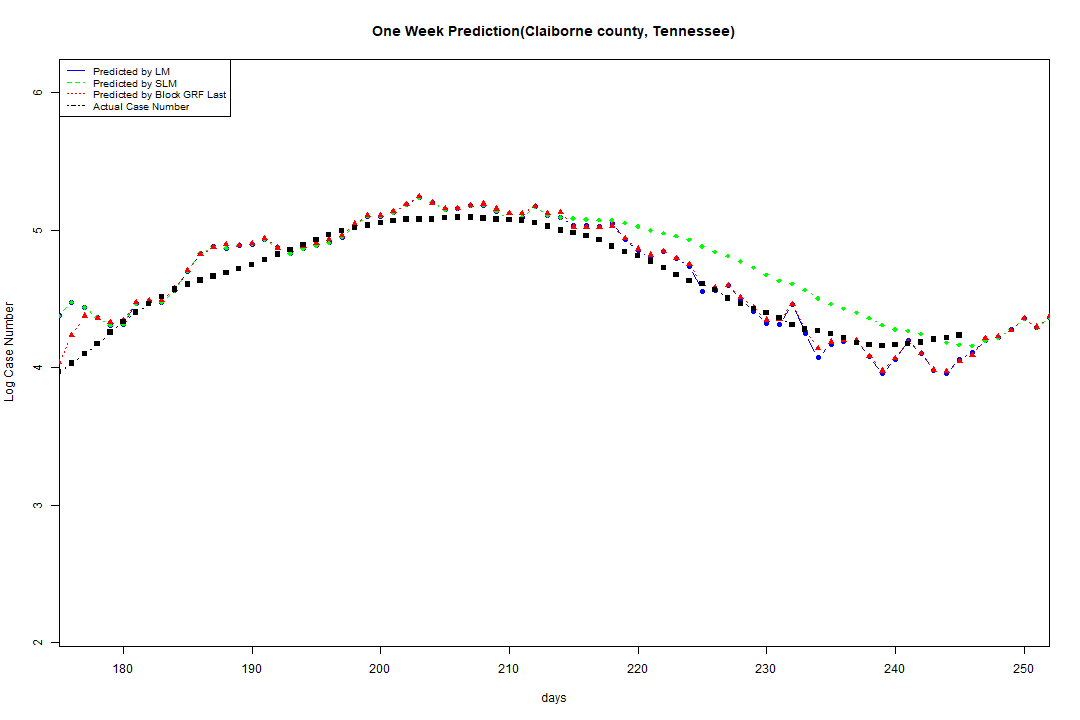 One Week Prediction(Claiborne county, Tennessee)
Predicted by LM
Predicted by SLM
Predicted by Block GRF Last
Actual Case Number
6
5
4
3
2
Log Case Number
180 190 200 210 220 230 240 250
days